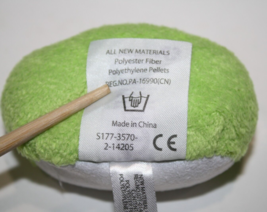 ALL NEW MATERIALS
Polyester Fiber
Polyethylene Pellets
REG.NO.PA-16990(CN)
Made in China
5177-3570-
2-14205
CE